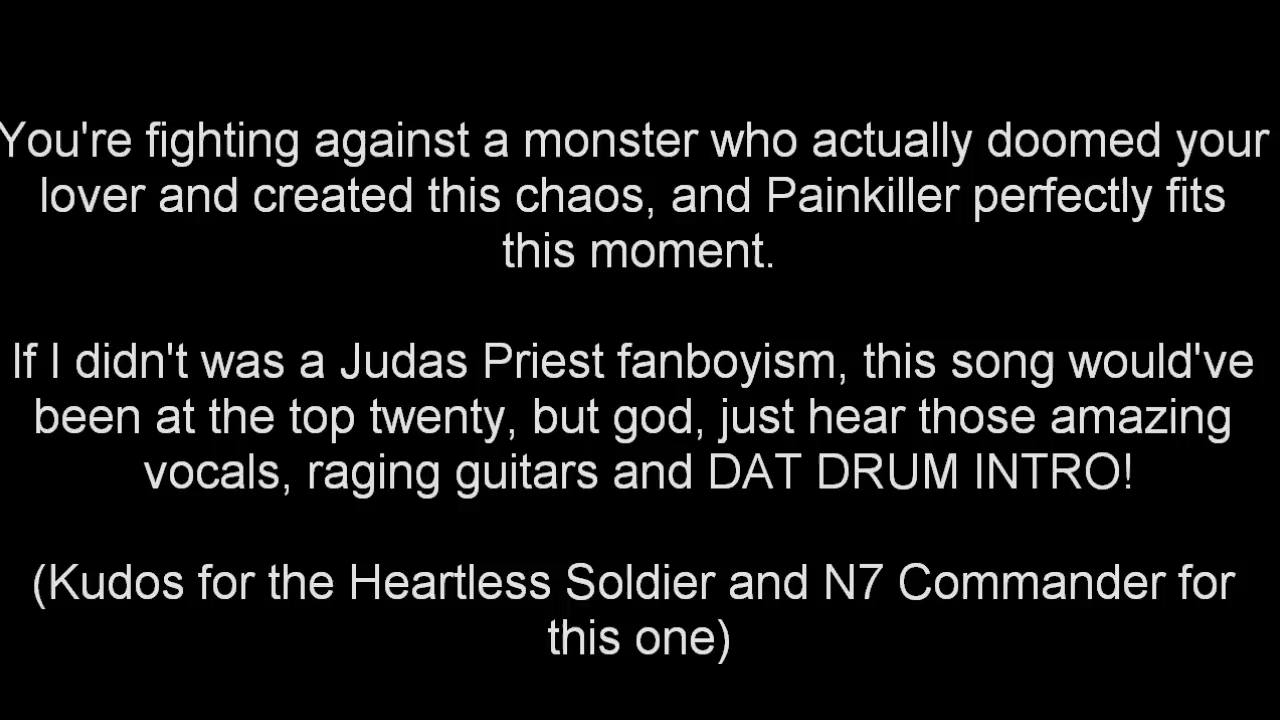 You're fighting against a monster who actually doomed your
lover and created this chaos, and Painkiller perfectly fits
this moment.
If I didn't was a Judas Priest fanboyism, this song would've
been at the top twenty, but god, just hear those amazing
vocals, raging guitars and DAT DRUM INTRO!
(Kudos for the Heartless Soldier and N7 Commander for
this one)